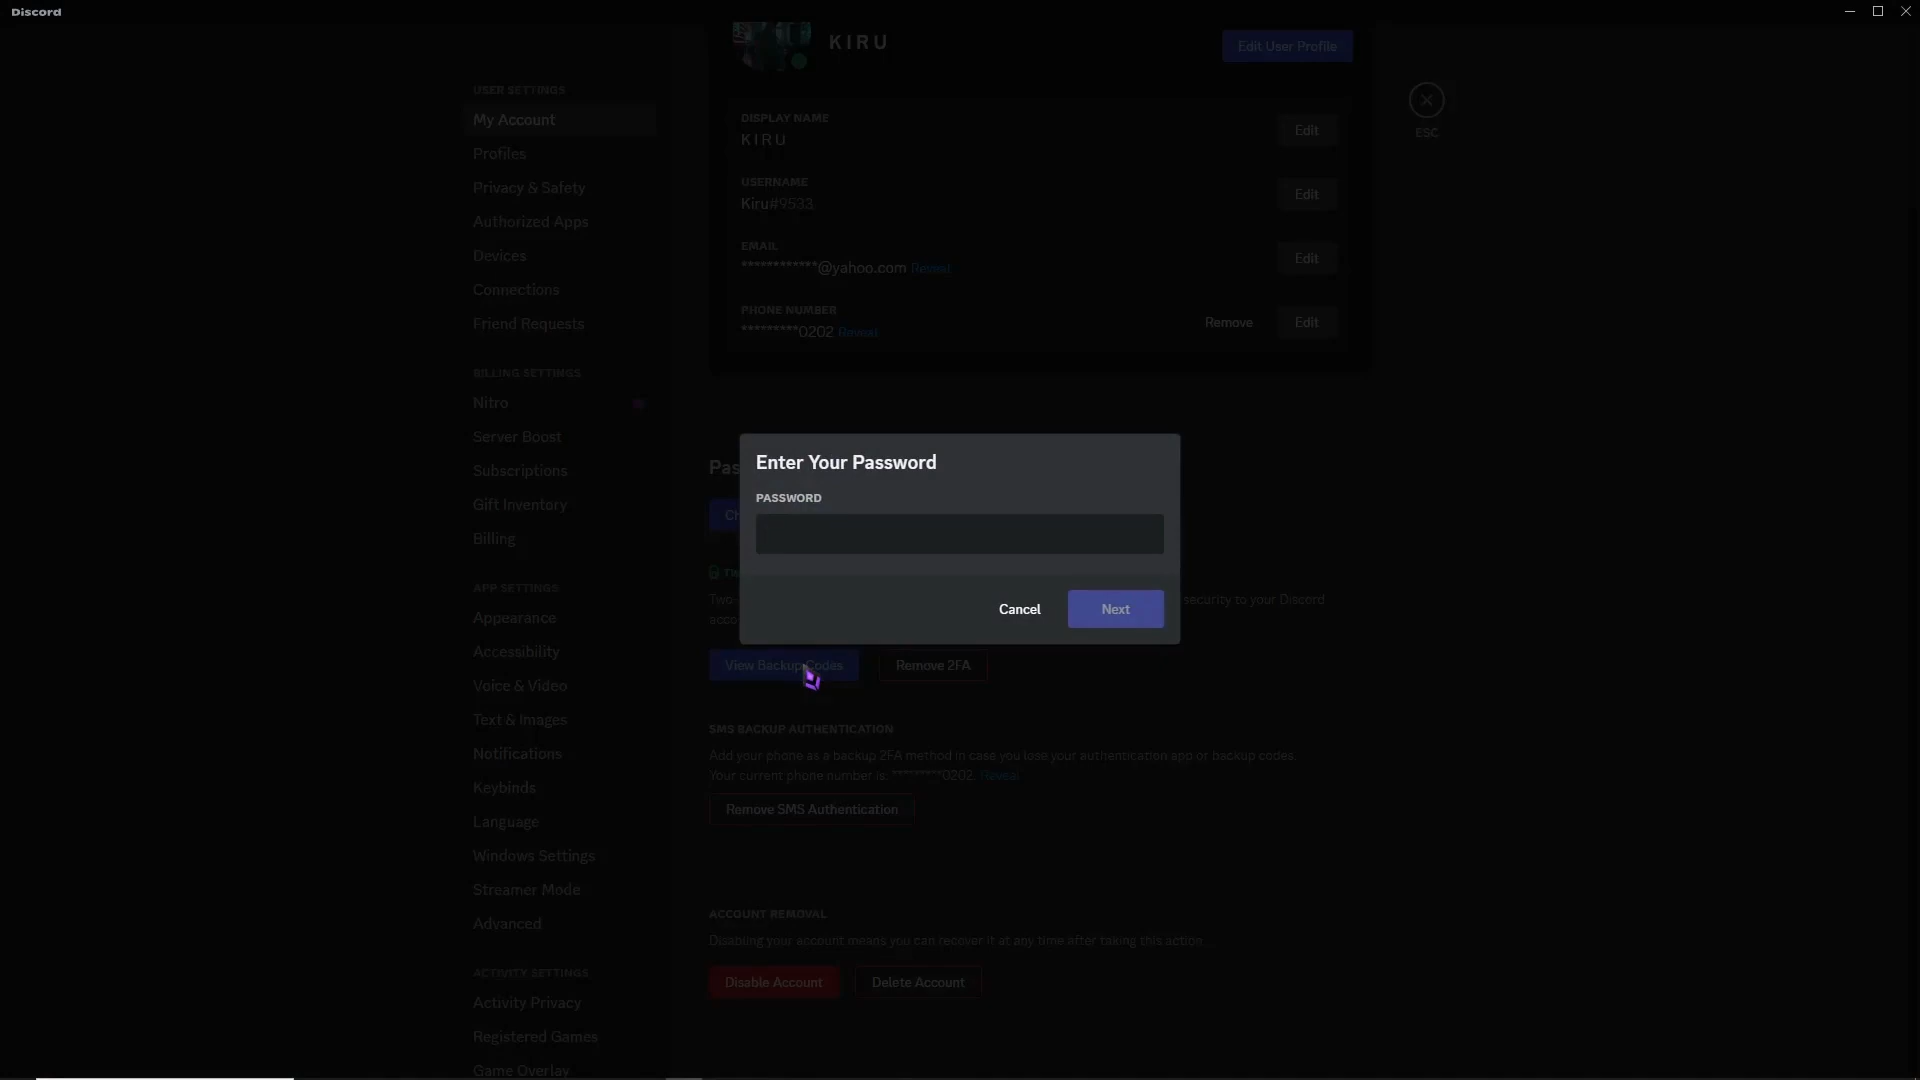 Discord
KIRU
Edit User Profile
USER SETTINGS
My Account
Profiles
Privacy & Safety
Authorized Apps
Devices
Connections
Friend Requests
BILLING SETTINGS
Nitro
Server Boost
Subscriptions
Gift Inventory
Billing
APP SETTINGS
Appearance
Accessibility
Voice & Video
Text & Images
Notifications
Keybinds
Language
Windows Settings
Streamer Mode
Advanced
ACTIVITY SETTINGS
Activity Privacy
Registered Games
Game Overlay
DISPLAY NAME
KIRU
Edit
USERNAME
Kiru#9533
Edit
EMAIL
************@yahoo.com Reveal
Edit
PHONE NUMBER
*********0202 Reveal
Remove
Edit
ESC
Enter Your Password
PASSWORD
Cancel
Next
Two-
security to your Discord
View Backup Codes
Remove 2FA
SMS BACKUP AUTHENTICATION
Add your phone as a backup 2FA method in case you lose your authentication app or backup codes.
Your current phone number is: *********0202. Reveal
Remove SMS Authentication
ACCOUNT REMOVAL
Disabling your account means you can recover it at any time after taking this action.
Disable Account
Delete Account